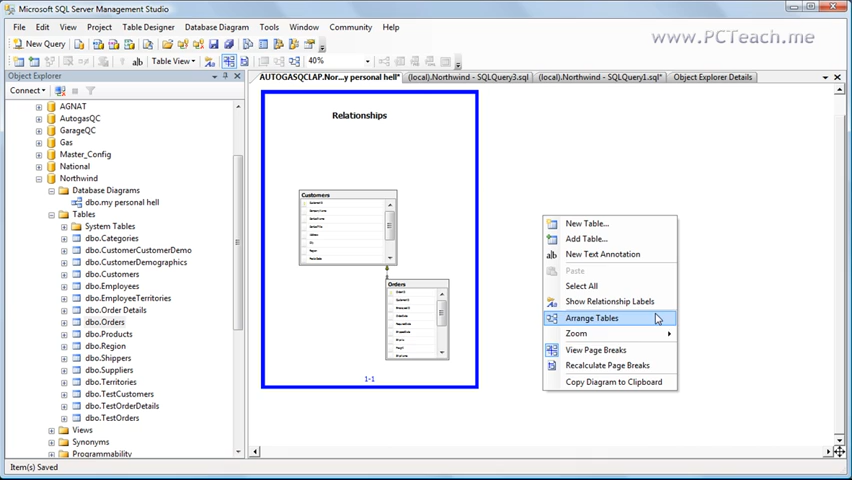 Microsoft SQL Server Management Studio
File Edit View Project Table Designer Database Diagram Tools Window Community Help
www.PCTeach.me
New Query
Table View 40%
Object Explorer
AUTOGASQCLAP.Nor...y personal hell* (local).Northwind - SQLQuery3.sql (local).Northwind - SQLQuery1.sql* Object Explorer Details
Connect
AGNAT
AutogasQC
GarageQC
Gas
Master_Config
National
Northwind
Database Diagrams
dbo.my personal hell
Tables
System Tables
dbo.Categories
dbo.CustomerCustomerDemo
dbo.CustomerDemographics
dbo.Customers
dbo.Employees
dbo.EmployeeTerritories
dbo.Order Details
dbo.Orders
dbo.Products
dbo.Region
dbo.Shippers
dbo.Suppliers
dbo.Territories
dbo.TestCustomers
dbo.TestOrderDetails
dbo.TestOrders
Views
Synonyms
Programmability
Relationships
Customers
Orders
1-1
New Table...
Add Table...
New Text Annotation
Paste
Select All
Show Relationship Labels
Arrange Tables
Zoom
View Page Breaks
Recalculate Page Breaks
Copy Diagram to Clipboard
Item(s) Saved